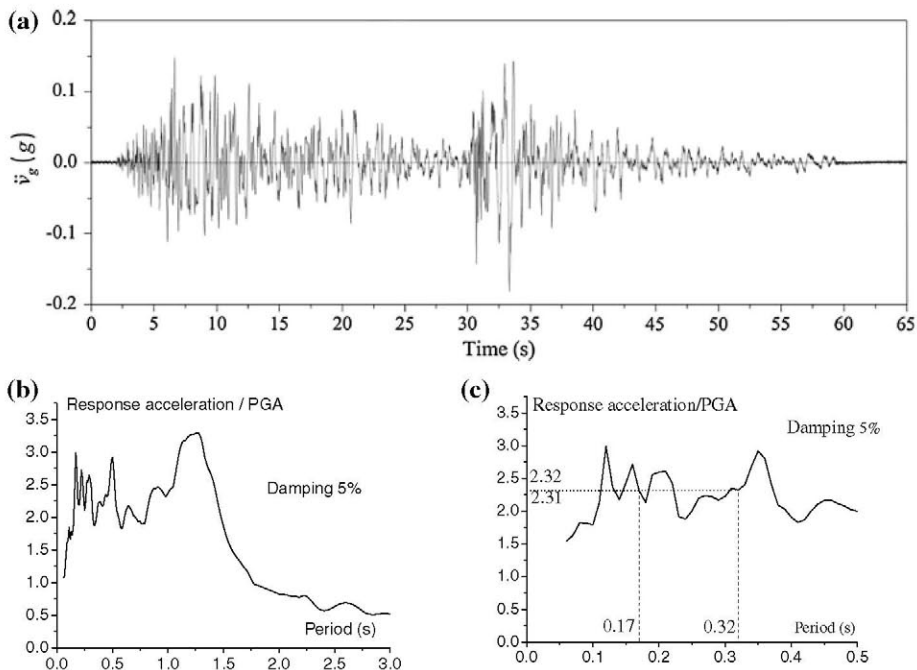 (a)
0.2
0.1
0.0
-0.1
-0.2
v̈g (g)
0 5 10 15 20 25 30 35 40 45 50 55 60 65
Time (s)
(b)
Response acceleration / PGA
3.5
3.0
2.5
2.0
1.5
1.0
0.5
0.0
Damping 5%
Period (s)
0.0 0.5 1.0 1.5 2.0 2.5 3.0
(c)
Response acceleration/PGA
3.5
3.0
2.5
2.0
1.5
1.0
0.5
0.0
Damping 5%
2.32
2.31
0.17
0.32
Period (s)
0.0 0.1 0.2 0.3 0.4 0.5